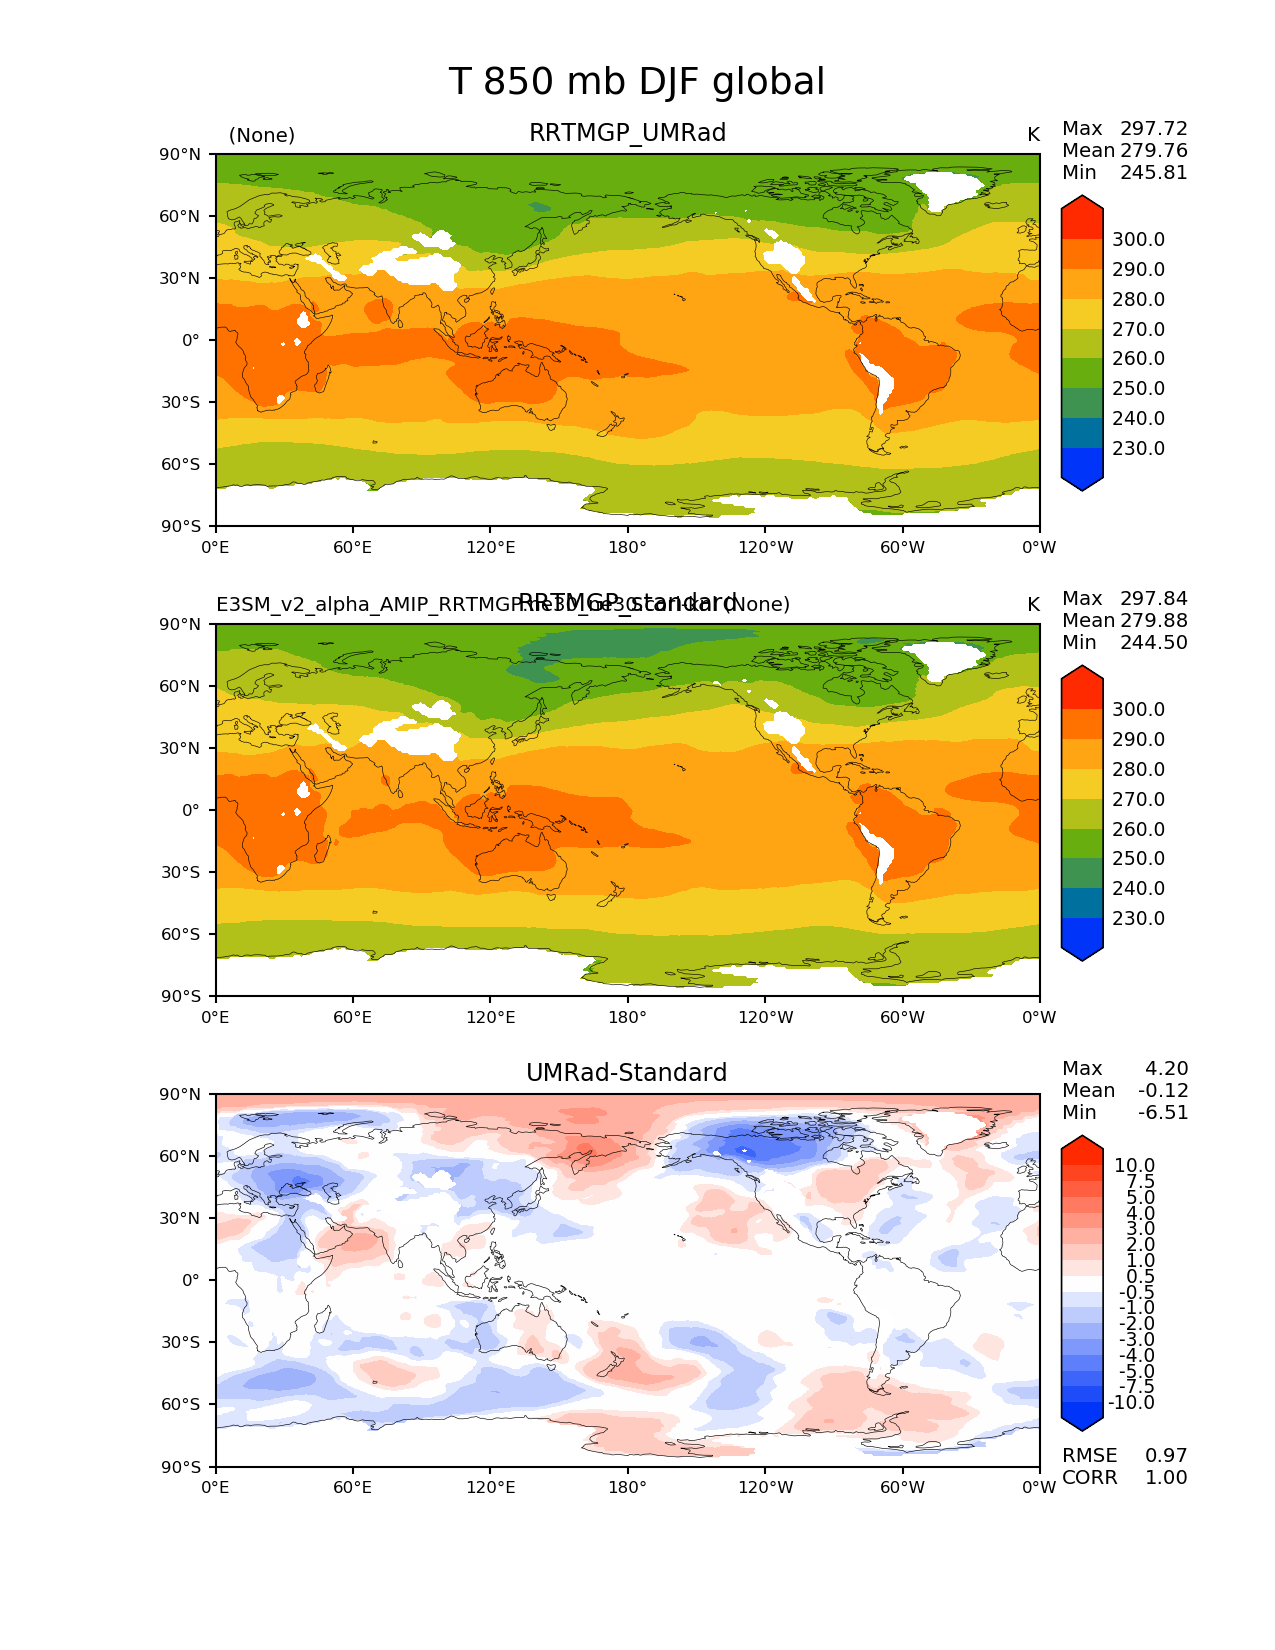 T 850 mb DJF global
(None) RRTMGP_UMRad K
Max 297.72
Mean 279.76
Min 245.81
90°N
60°N
30°N
0°
30°S
60°S
90°S
0°E 60°E 120°E 180° 120°W 60°W 0°W
300.0
290.0
280.0
270.0
260.0
250.0
240.0
230.0
E3SM_v2_alpha_AMIP_RRTMGP.ne30_ne30.cori-knl (None) K
RRTMGP_standard
Max 297.84
Mean 279.88
Min 244.50
90°N
60°N
30°N
0°
30°S
60°S
90°S
0°E 60°E 120°E 180° 120°W 60°W 0°W
300.0
290.0
280.0
270.0
260.0
250.0
240.0
230.0
UMRad-Standard
Max 4.20
Mean -0.12
Min -6.51
90°N
60°N
30°N
0°
30°S
60°S
90°S
0°E 60°E 120°E 180° 120°W 60°W 0°W
10.0
7.5
5.0
4.0
3.0
2.0
1.0
0.5
-0.5
-1.0
-2.0
-3.0
-4.0
-5.0
-7.5
-10.0
RMSE 0.97
CORR 1.00